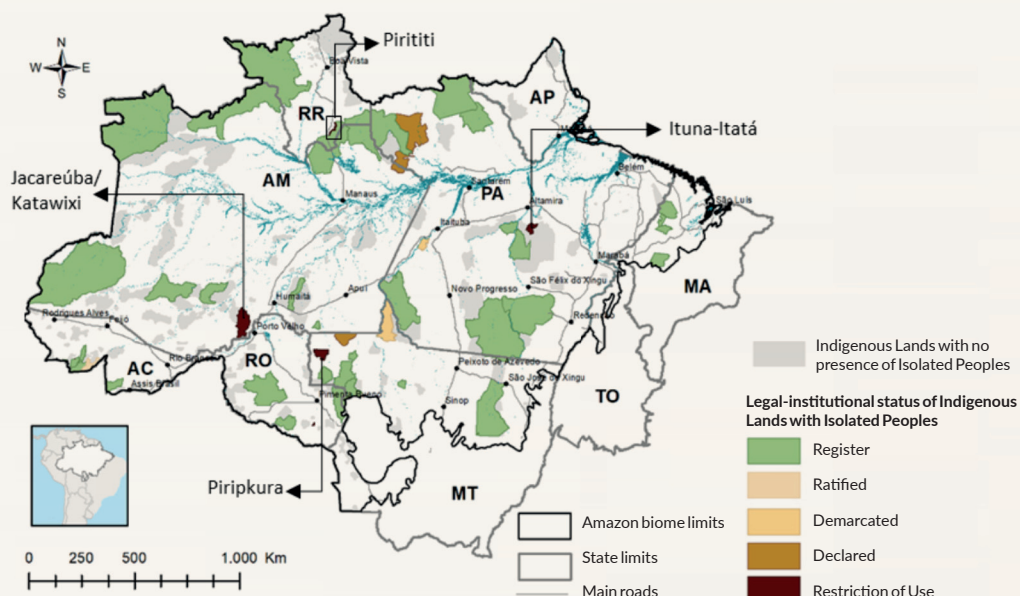 N
W E
S
Pirititi
Boa Vista
RR
AP
Ituna-Itatá
Jacareúba/
Katawixi
AM
Belém
Santarém
PA
Manaus
Altamira
São Luis
Itaituba
Marabá
São Félix do Xingu
MA
Humaitá
Apuí
Novo Progresso
Redenção
Rodrigues Alves
Feijó
Porto Velho
Rio Branco
AC
RO
Assis Brasil
Peixoto de Azevedo
São José do Xingu
Pimenta Bueno
Sinop
TO
Indigenous Lands with no
presence of Isolated Peoples
Legal-institutional status of Indigenous
Lands with Isolated Peoples
Register
Ratified
Demarcated
Declared
Restriction of Use
Piripkura
MT
Amazon biome limits
State limits
Main roads
0 250 500 1.000 Km